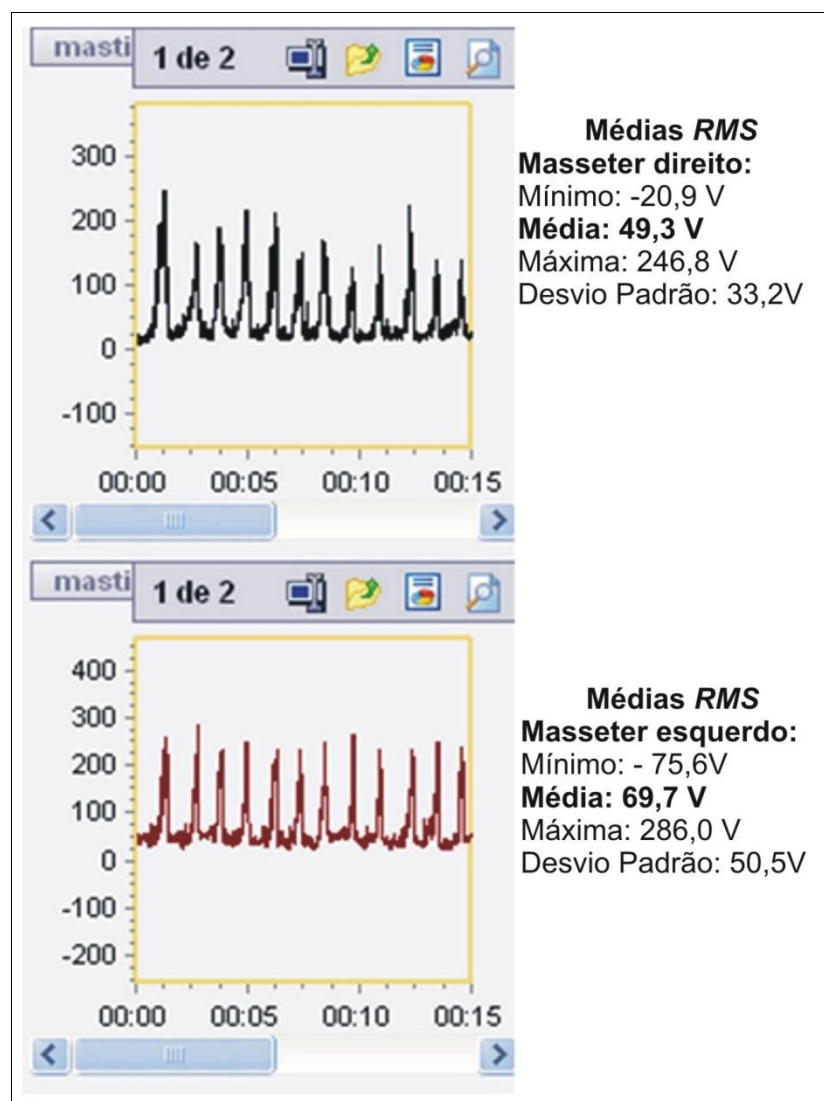 masti 1 de 2
300
200
100
0
-100
00:00 00:05 00:10 00:15
Médias RMS
Masseter direito:
Mínimo: -20,9 V
Média: 49,3 V
Máxima: 246,8 V
Desvio Padrão: 33,2V
masti 1 de 2
400
300
200
100
0
-100
-200
00:00 00:05 00:10 00:15
Médias RMS
Masseter esquerdo:
Mínimo: - 75,6V
Média: 69,7 V
Máxima: 286,0 V
Desvio Padrão: 50,5V